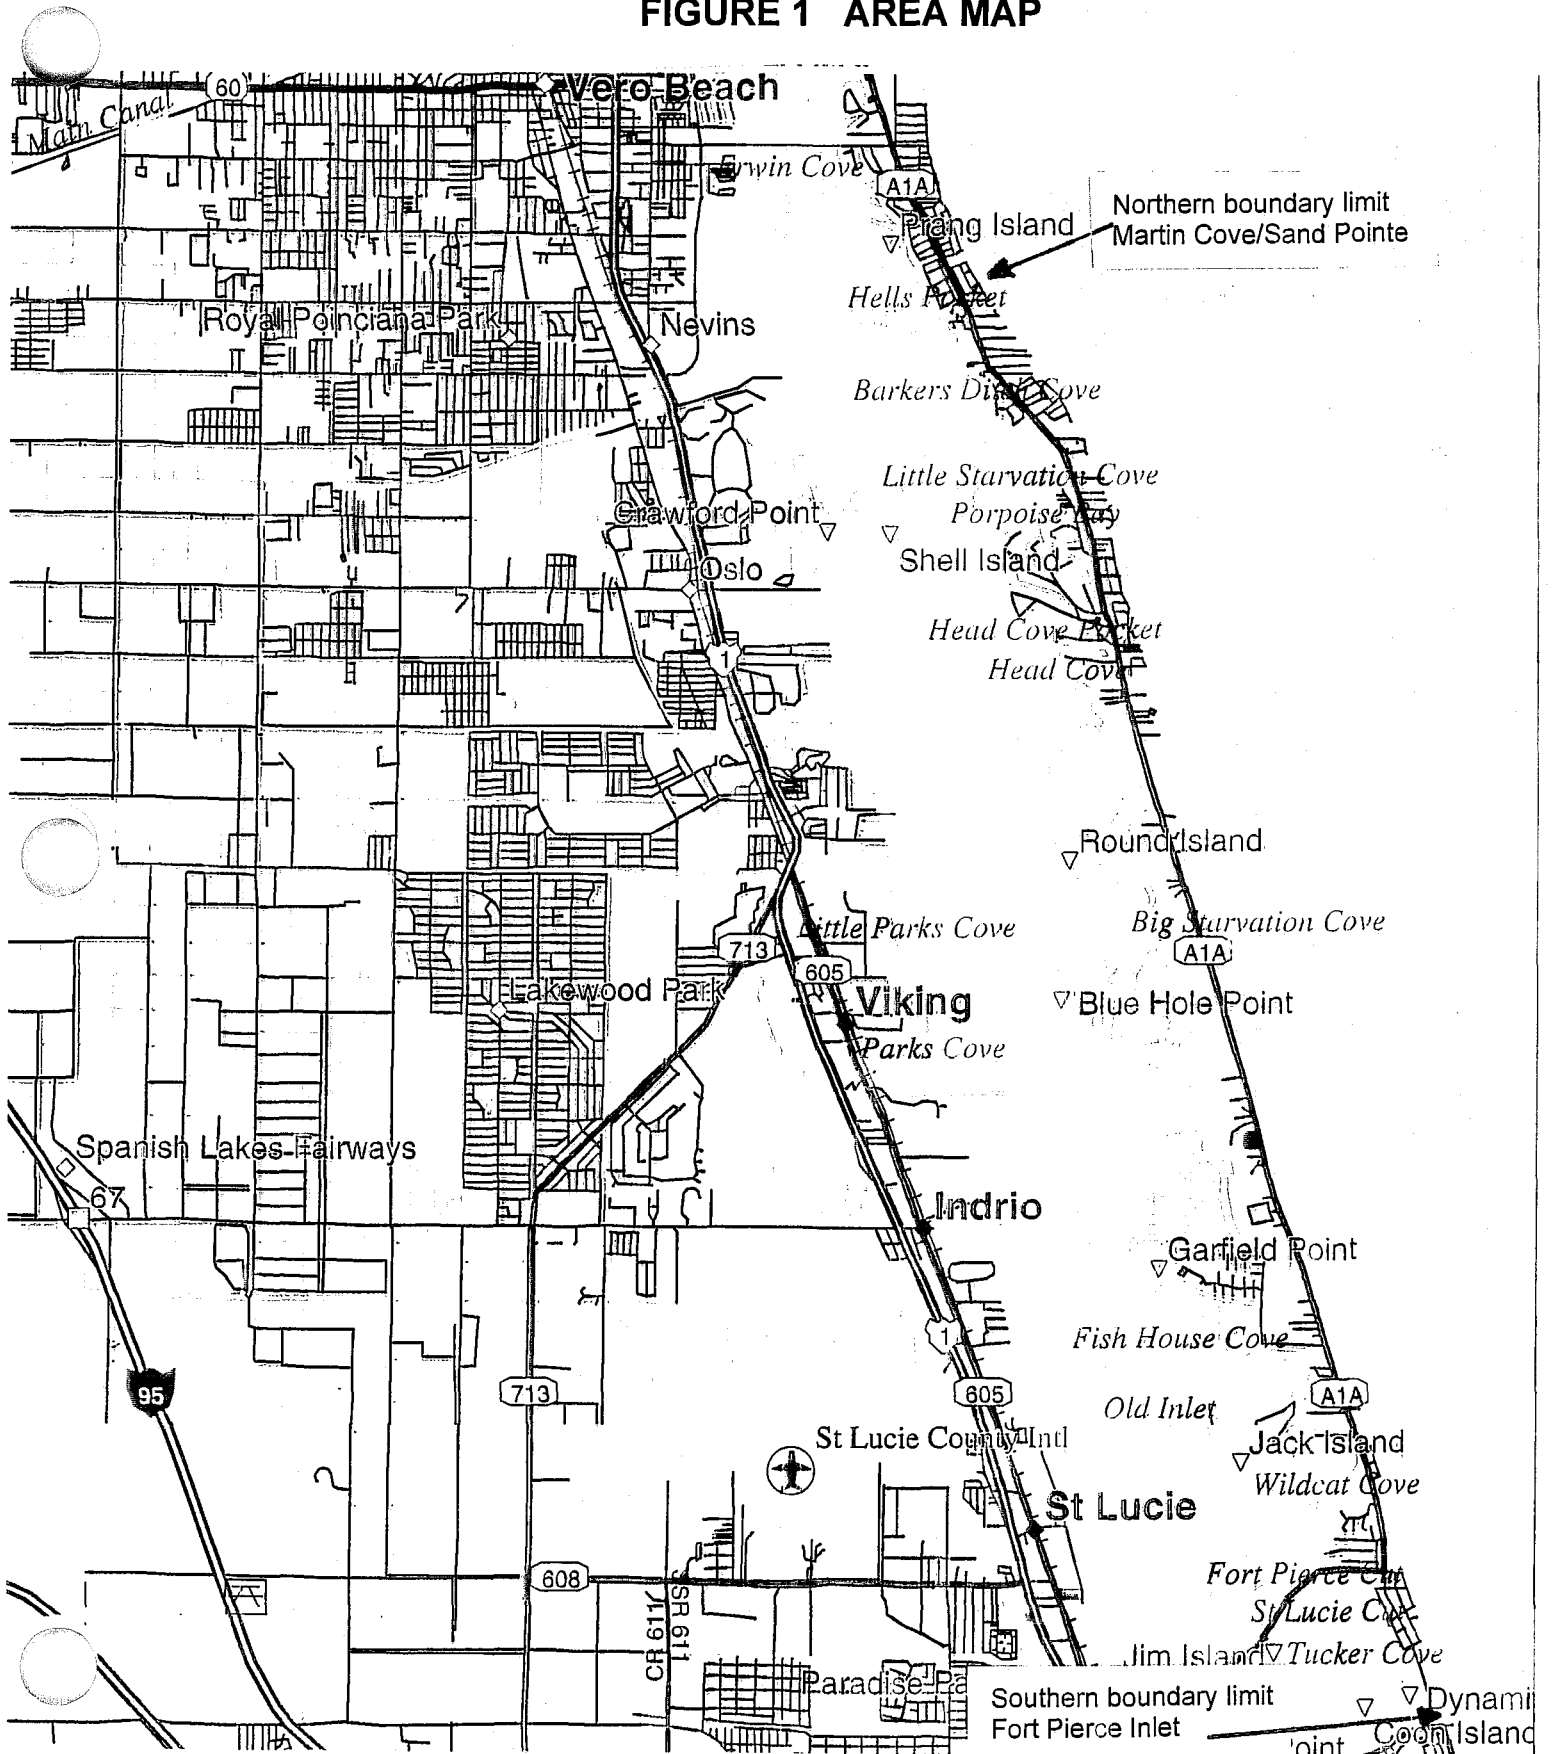 FIGURE 1 AREA MAP
60
Vero Beach
Main Canal
Erwin Cove
A1A
Northern boundary limit
Martin Cove/Sand Pointe
Prang Island
Hells Pocket
Royal Poinciana Park
Nevins
Barkers Ditch Cove
Little Starvation Cove
Porpoise Bay
Crawford Point
Shell Island
Oslo
Head Cove Pocket
1
Head Cove
Round Island
Little Parks Cove
Big Starvation Cove
713
A1A
605
Lakewood Park
Viking
Blue Hole Point
Parks Cove
Spanish Lakes Fairways
67
Indrio
Garfield Point
1
Fish House Cove
95
713
605
A1A
Old Inlet
St Lucie County Intl
Jack Island
Wildcat Cove
St Lucie
608
Fort Pierce Cut
St Lucie Cut
CR 611
SR 611
Jim Island
Tucker Cove
Paradise Pa
Southern boundary limit
Fort Pierce Inlet
Dynami
Coon Island
oint